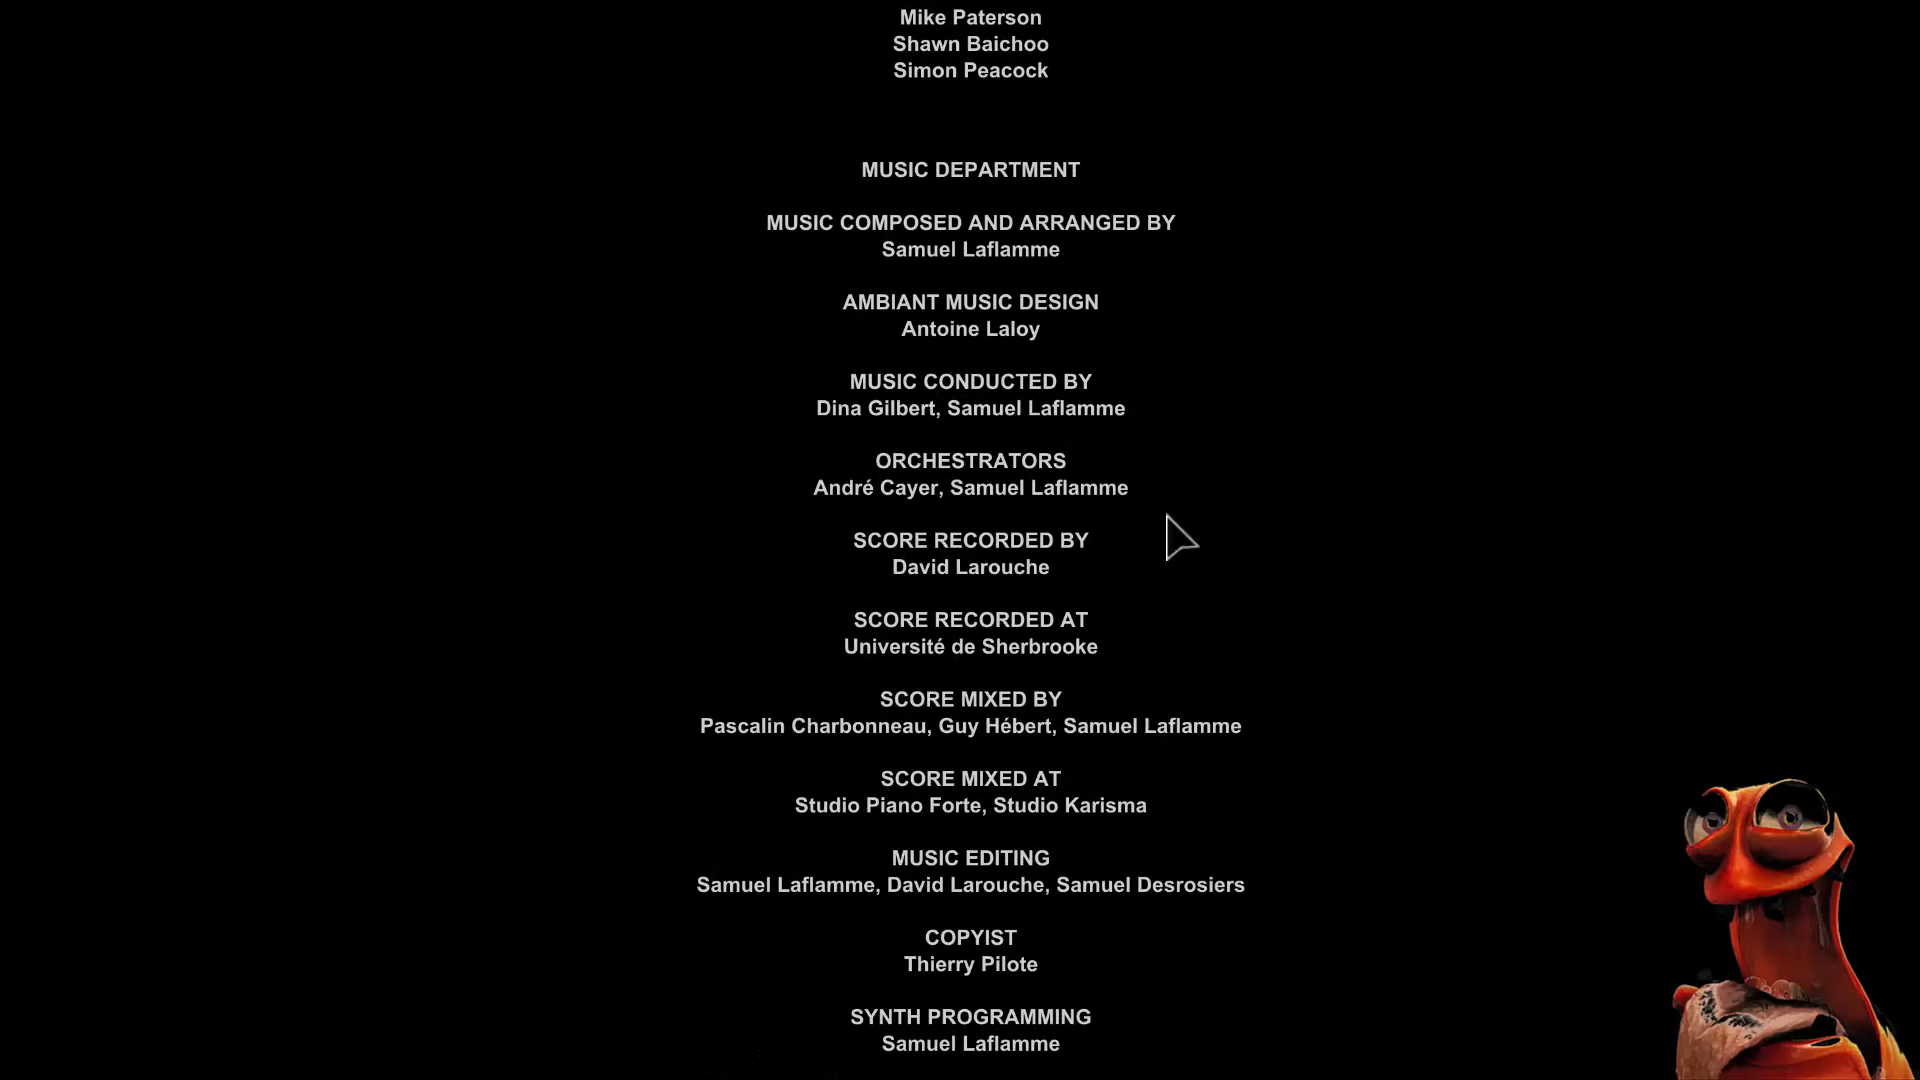 Mike Paterson
Shawn Baichoo
Simon Peacock
MUSIC DEPARTMENT
MUSIC COMPOSED AND ARRANGED BY
Samuel Laflamme
AMBIANT MUSIC DESIGN
Antoine Laloy
MUSIC CONDUCTED BY
Dina Gilbert, Samuel Laflamme
ORCHESTRATORS
André Cayer, Samuel Laflamme
SCORE RECORDED BY
David Larouche
SCORE RECORDED AT
Université de Sherbrooke
SCORE MIXED BY
Pascalin Charbonneau, Guy Hébert, Samuel Laflamme
SCORE MIXED AT
Studio Piano Forte, Studio Karisma
MUSIC EDITING
Samuel Laflamme, David Larouche, Samuel Desrosiers
COPYIST
Thierry Pilote
SYNTH PROGRAMMING
Samuel Laflamme